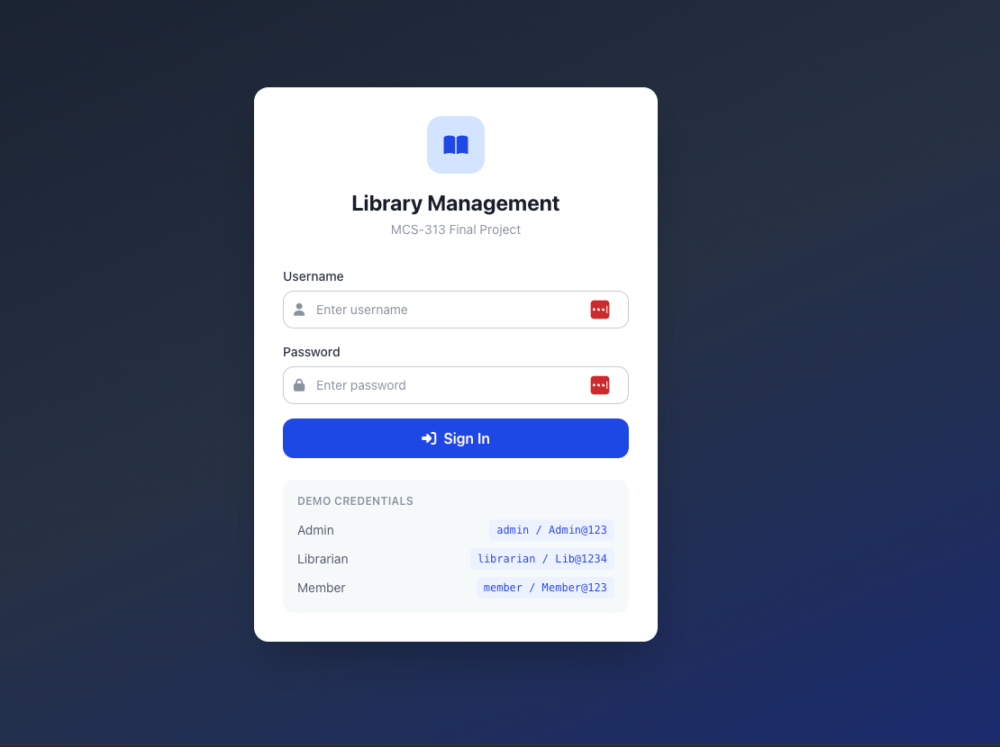 Library Management
MCS-313 Final Project
Username
Enter username
Password
Enter password
Sign In
DEMO CREDENTIALS
Admin admin / Admin@123
Librarian librarian / Lib@1234
Member member / Member@123